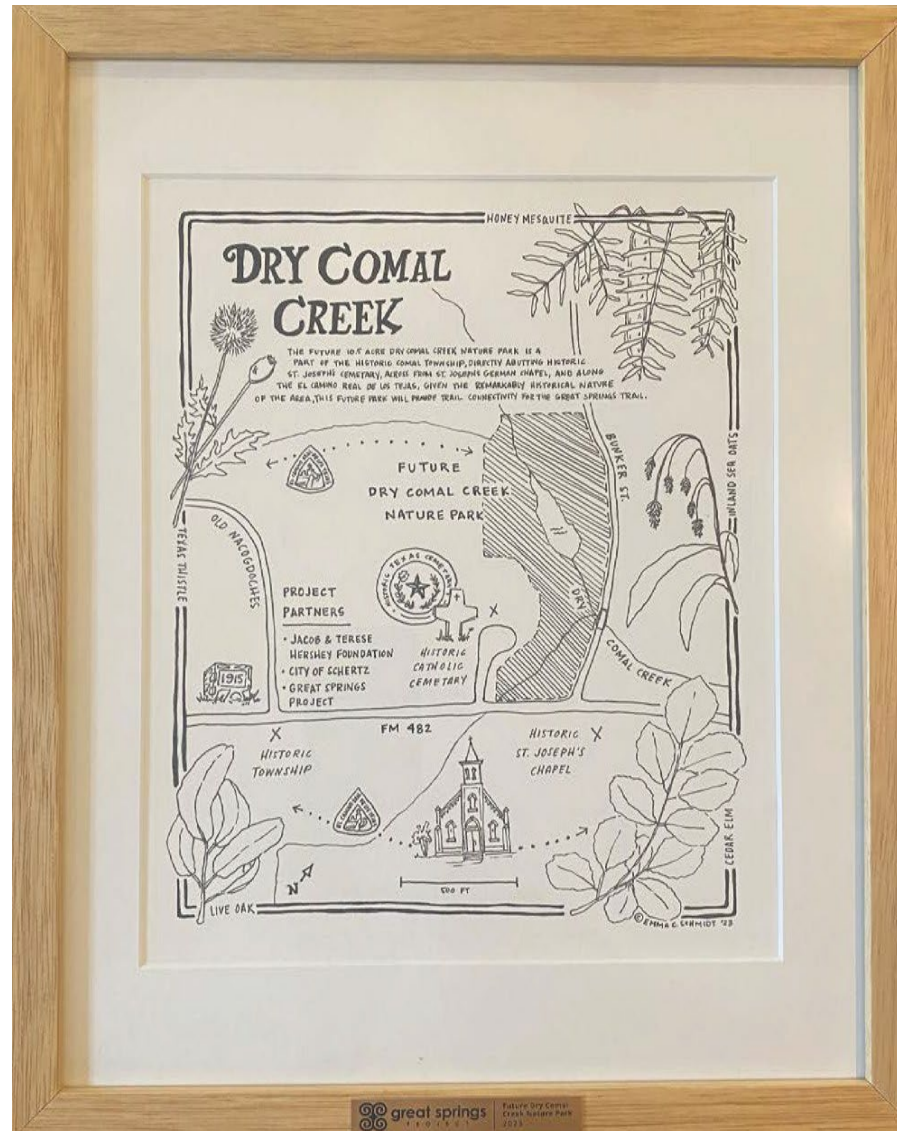 HONEY MESQUITE
DRY COMAL
CREEK
THE FUTURE 10.5 ACRE DRY COMAL CREEK NATURE PARK IS A
PART OF THE HISTORIC COMAL TOWNSHIP, DIRECTLY ABUTTING HISTORIC
ST. JOSEPH'S CEMETARY, ACROSS FROM ST. JOSEPH'S GERMAN CHAPEL, AND ALONG
THE EL CAMINO REAL DE LOS TEJAS, GIVEN THE REMARKABLY HISTORICAL NATURE
OF THE AREA, THIS FUTURE PARK WILL TRAIL CONNECTIVITY FOR THE GREAT SPRINGS TRAIL.
BUNKER ST.
INLAND SEA OATS
FUTURE
DRY COMAL CREEK
NATURE PARK
OLD NACOGDOCHES
TEXAS THISTLE
HISTORIC TEXAS CEMETERY
PROJECT
PARTNERS
• JACOB & TERESE
HERSHEY FOUNDATION
• CITY OF SCHERTZ
• GREAT SPRINGS
PROJECT
X
HISTORIC
CATHOLIC
CEMETARY
DRY
COMAL CREEK
1915
FM 482
X
HISTORIC
TOWNSHIP
HISTORIC X
ST. JOSEPH'S
CHAPEL
CEDAR ELM
N
500 FT
LIVE OAK
© EMMA C. SCHMIDT '23
great springs
PROJECT
Future Dry Comal
Creek Nature Park
2023